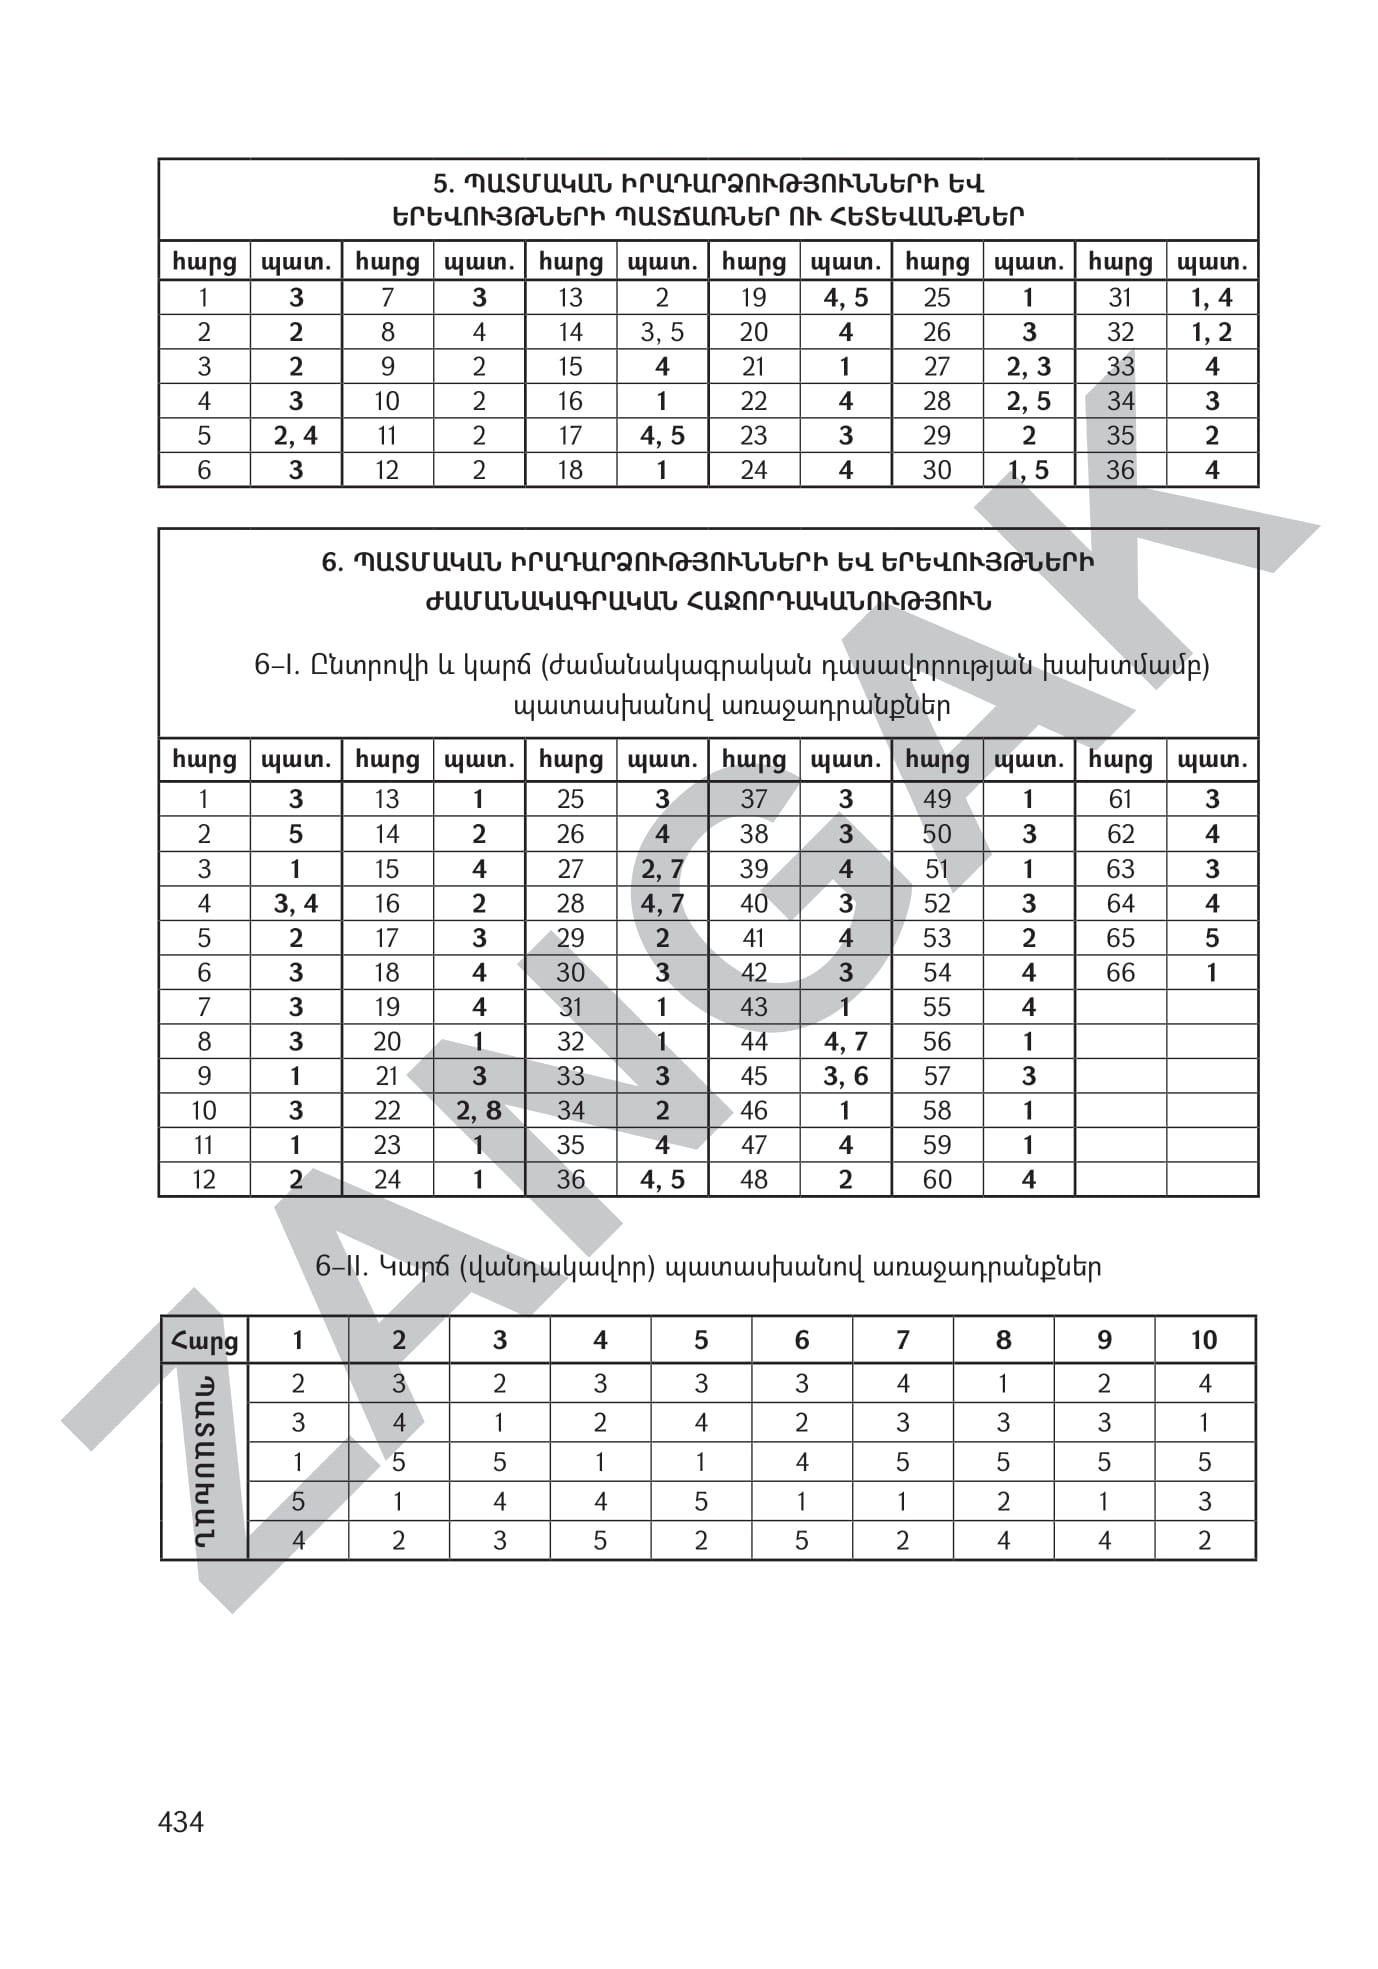 5. ՊԱՏՄԱԿԱՆ ԻՐԱԴԱՐՁՈՒԹՅՈՒՆՆԵՐԻ ԵՎ
ԵՐԵՎՈՒՅԹՆԵՐԻ ՊԱՏՃԱՌՆԵՐ ՈՒ ՀԵՏԵՎԱՆՔՆԵՐ
հարց պատ. հարց պատ. հարց պատ. հարց պատ. հարց պատ. հարց պատ.
1 3 7 3 13 2 19 4, 5 25 1 31 1, 4
2 2 8 4 14 3, 5 20 4 26 3 32 1, 2
3 2 9 2 15 4 21 1 27 2, 3 33 4
4 3 10 2 16 1 22 4 28 2, 5 34 3
5 2, 4 11 2 17 4, 5 23 3 29 2 35 2
6 3 12 2 18 1 24 4 30 1, 5 36 4
6. ՊԱՏՄԱԿԱՆ ԻՐԱԴԱՐՁՈՒԹՅՈՒՆՆԵՐԻ ԵՎ ԵՐԵՎՈՒՅԹՆԵՐԻ
ԺԱՄԱՆԱԿԱԳՐԱԿԱՆ ՀԱՋՈՐԴԱԿԱՆՈՒԹՅՈՒՆ
6–I. Ընտրովի և կարճ (ժամանակագրական դասավորության խախտմամբ)
պատասխանով առաջադրանքներ
հարց պատ. հարց պատ. հարց պատ. հարց պատ. հարց պատ. հարց պատ.
1 3 13 1 25 3 37 3 49 1 61 3
2 5 14 2 26 4 38 3 50 3 62 4
3 1 15 4 27 2, 7 39 4 51 1 63 3
4 3, 4 16 2 28 4, 7 40 3 52 3 64 4
5 2 17 3 29 2 41 4 53 2 65 5
6 3 18 4 30 3 42 3 54 4 66 1
7 3 19 4 31 1 43 1 55 4
8 3 20 1 32 1 44 4, 7 56 1
9 1 21 3 33 3 45 3, 6 57 3
10 3 22 2, 8 34 2 46 1 58 1
11 1 23 1 35 4 47 4 59 1
12 2 24 1 36 4, 5 48 2 60 4
6–II. Կարճ (վանդակավոր) պատասխանով առաջադրանքներ
Հարց 1 2 3 4 5 6 7 8 9 10
Պատասխան
2 3 2 3 3 3 4 1 2 4
3 4 1 2 4 2 3 3 3 1
1 5 5 1 1 4 5 5 5 5
5 1 4 4 5 1 1 2 1 3
4 2 3 5 2 5 2 4 4 2
434
ZANGAK